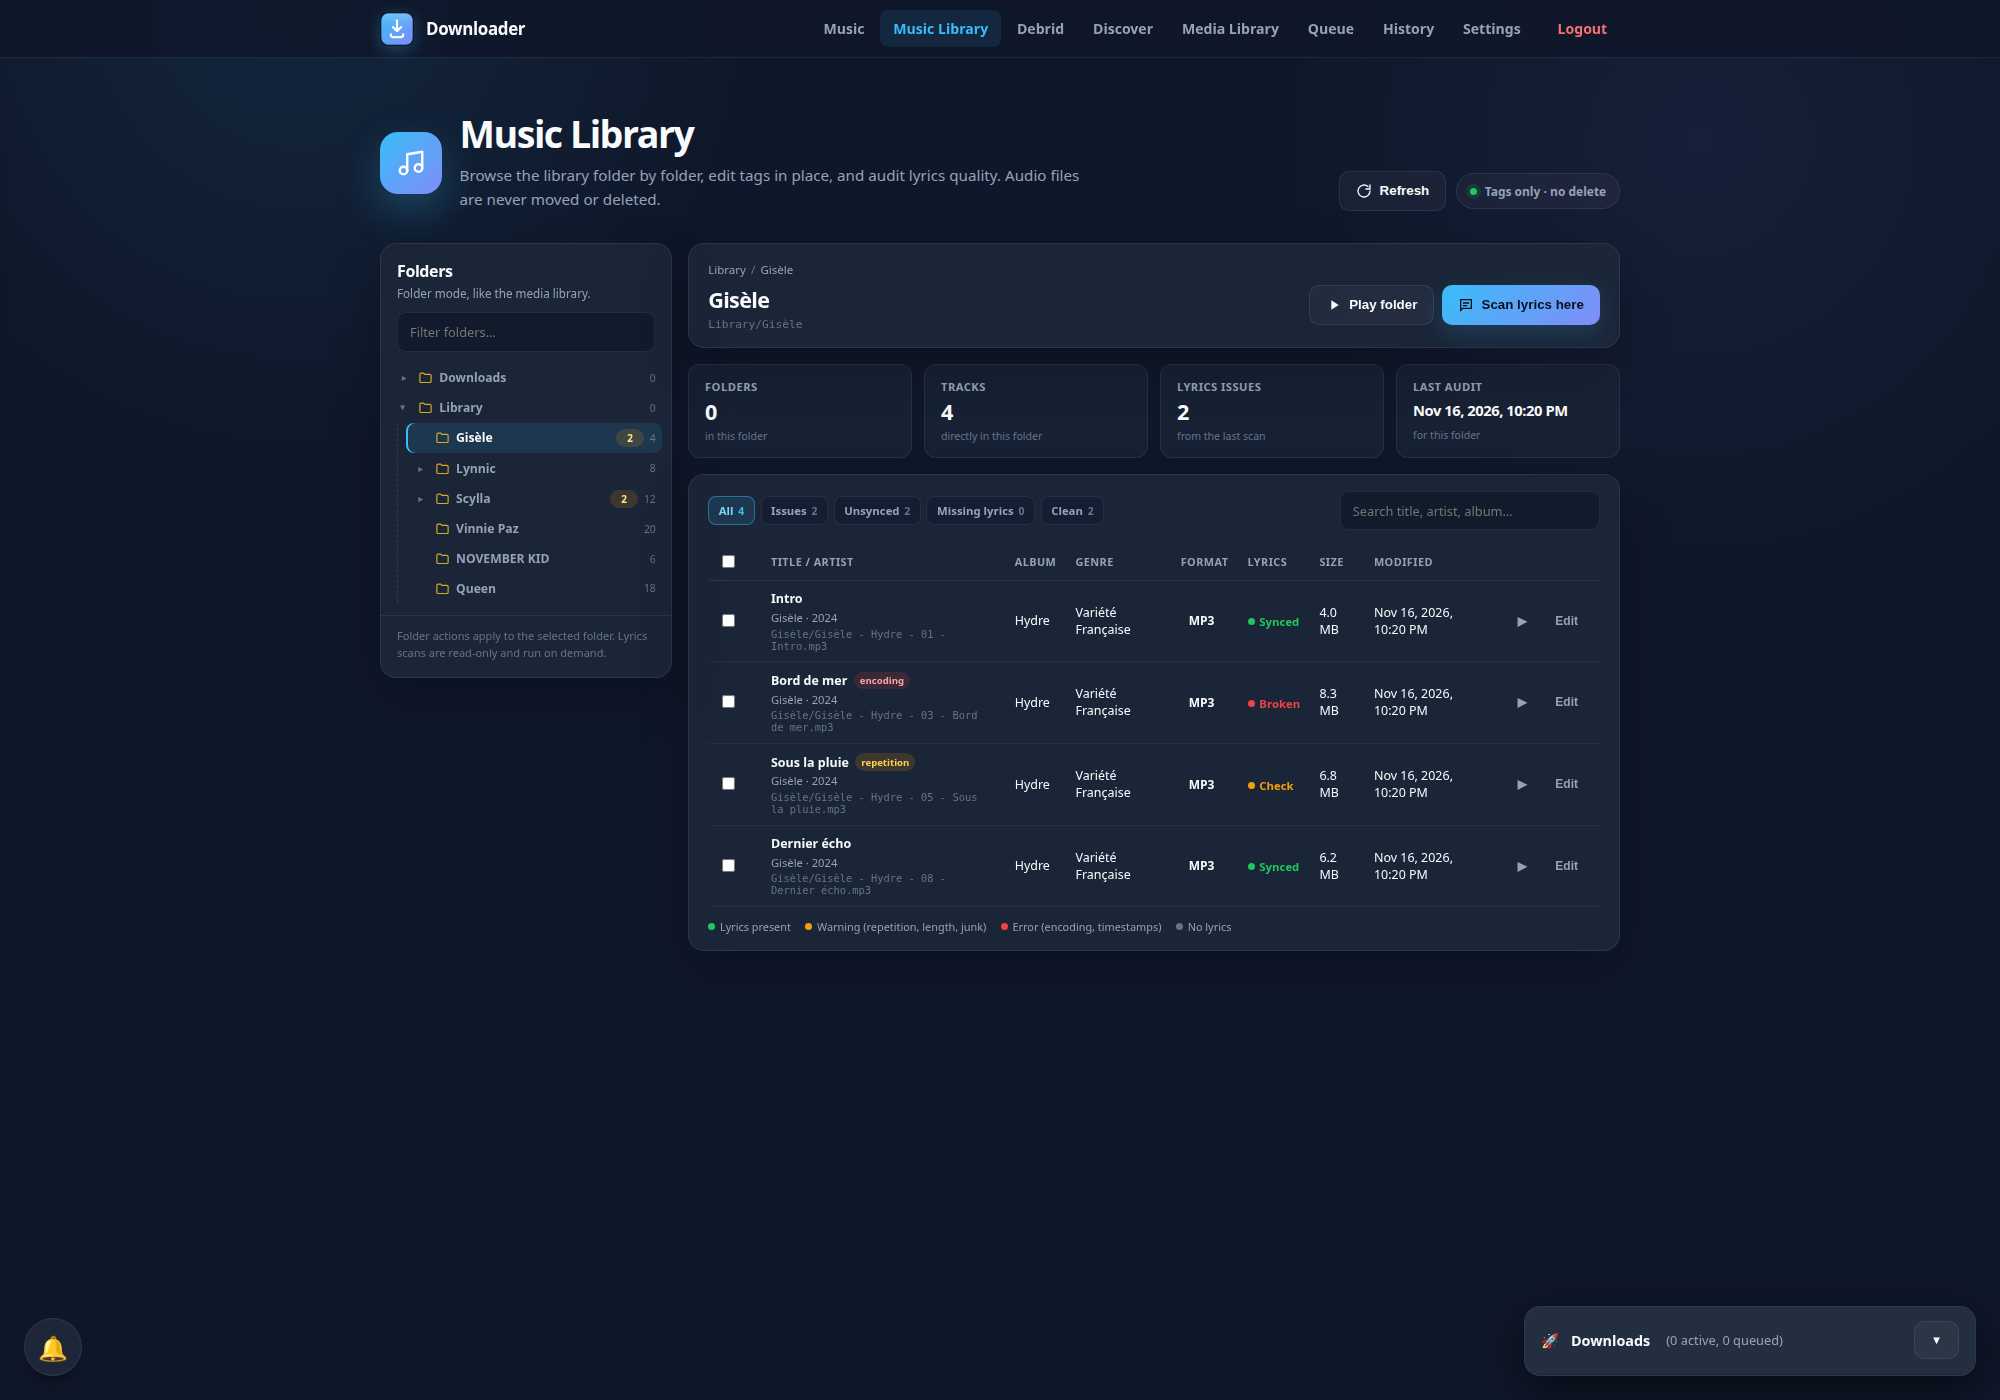 Downloader
Music
Music Library
Debrid
Discover
Media Library
Queue
History
Settings
Logout
Music Library
Browse the library folder by folder, edit tags in place, and audit lyrics quality. Audio files
are never moved or deleted.
Refresh
Tags only · no delete
Folders
Folder mode, like the media library.
Filter folders...
Downloads 0
Library 0
Gisèle 2 4
Lynnic 8
Scylla 2 12
Vinnie Paz 20
NOVEMBER KID 6
Queen 18
Folder actions apply to the selected folder. Lyrics
scans are read-only and run on demand.
Library / Gisèle
Gisèle
Library/Gisèle
Play folder
Scan lyrics here
FOLDERS
0
in this folder
TRACKS
4
directly in this folder
LYRICS ISSUES
2
from the last scan
LAST AUDIT
Nov 16, 2026, 10:20 PM
for this folder
All 4
Issues 2
Unsynced 2
Missing lyrics 0
Clean 2
Search title, artist, album...
TITLE / ARTIST ALBUM GENRE FORMAT LYRICS SIZE MODIFIED
Intro
Gisèle · 2024
Gisèle/Gisèle - Hydre - 01 -
Intro.mp3
Hydre
Variété
Française
MP3
Synced
4.0
MB
Nov 16, 2026,
10:20 PM
Edit
Bord de mer encoding
Gisèle · 2024
Gisèle/Gisèle - Hydre - 03 - Bord
de mer.mp3
Hydre
Variété
Française
MP3
Broken
8.3
MB
Nov 16, 2026,
10:20 PM
Edit
Sous la pluie repetition
Gisèle · 2024
Gisèle/Gisèle - Hydre - 05 - Sous
la pluie.mp3
Hydre
Variété
Française
MP3
Check
6.8
MB
Nov 16, 2026,
10:20 PM
Edit
Dernier écho
Gisèle · 2024
Gisèle/Gisèle - Hydre - 08 -
Dernier écho.mp3
Hydre
Variété
Française
MP3
Synced
6.2
MB
Nov 16, 2026,
10:20 PM
Edit
Lyrics present
Warning (repetition, length, junk)
Error (encoding, timestamps)
No lyrics
Downloads (0 active, 0 queued)